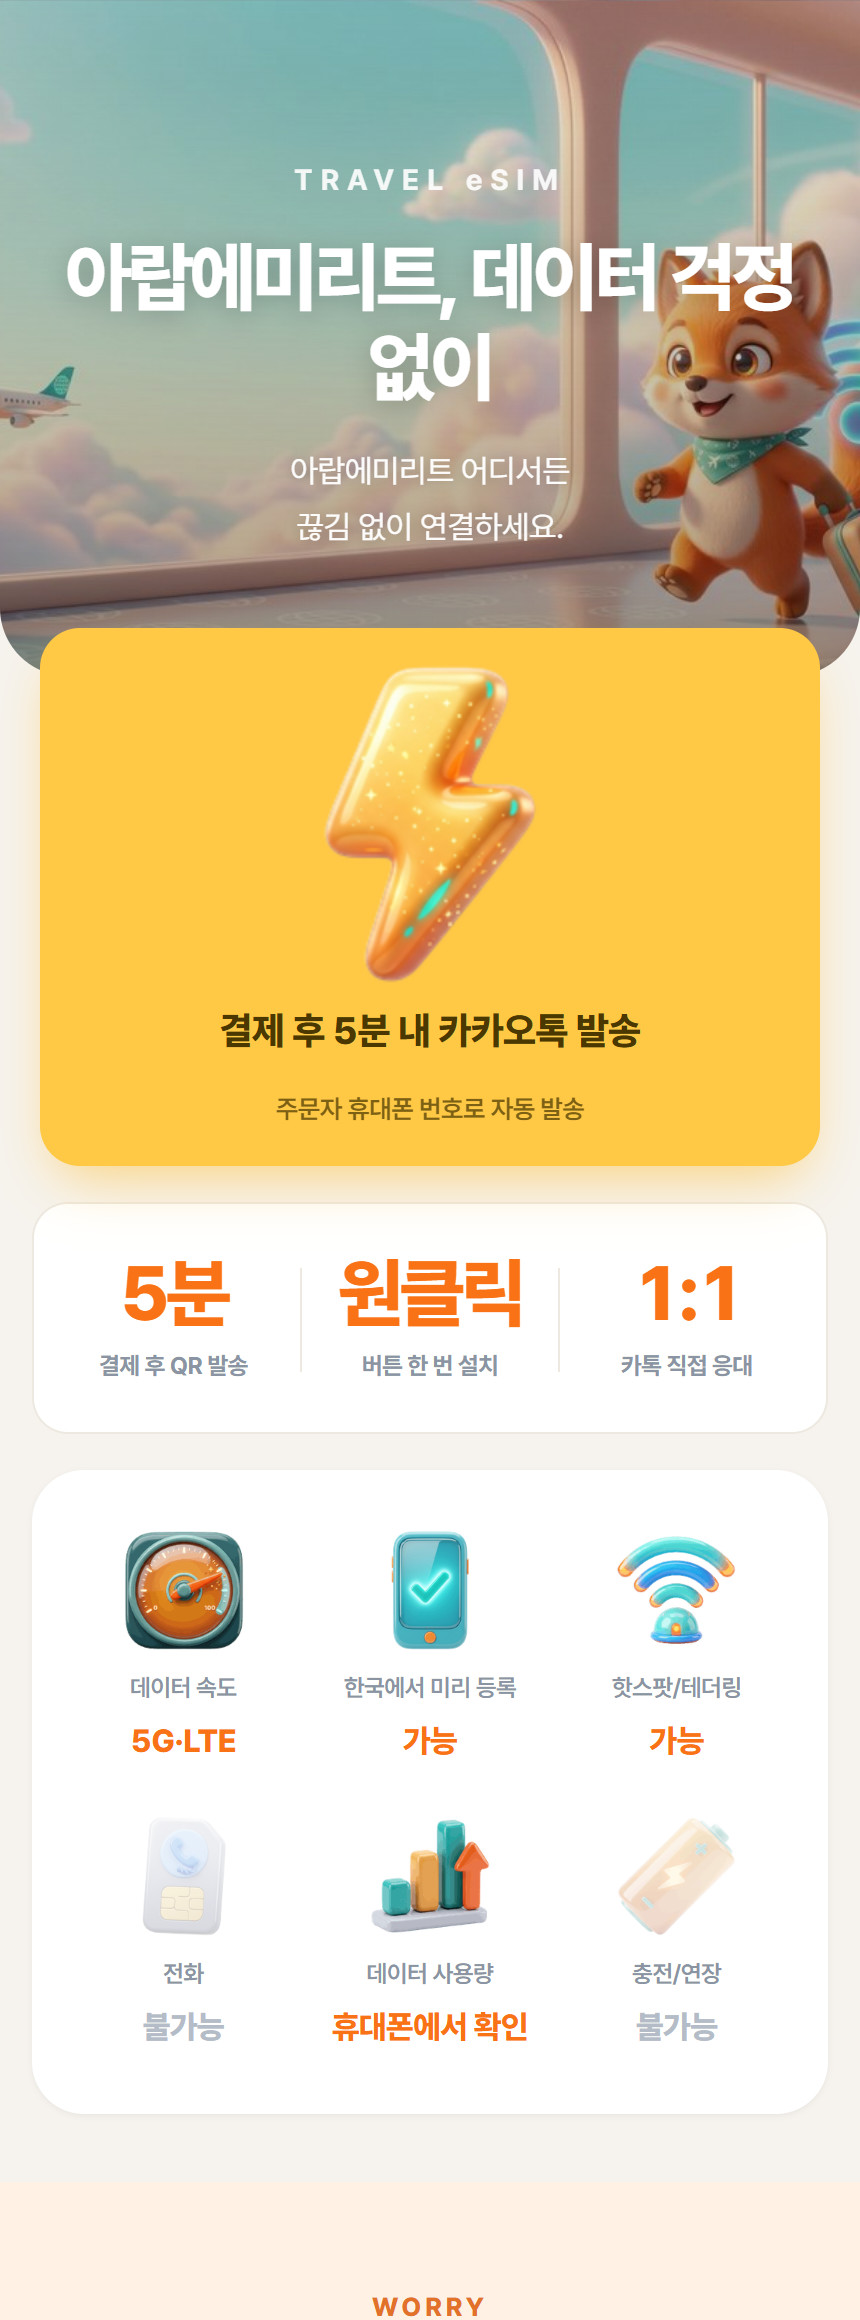 TRAVEL eSIM
아랍에미리트, 데이터 걱정
없이
아랍에미리트 어디서든
끊김 없이 연결하세요.
결제 후 5분 내 카카오톡 발송
주문자 휴대폰 번호로 자동 발송
5분 원클릭 1:1
결제 후 QR 발송 버튼 한 번 설치 카톡 직접 응대
0 100
데이터 속도 한국에서 미리 등록 핫스팟/테더링
5G·LTE 가능 가능
전화 데이터 사용량 충전/연장
불가능 휴대폰에서 확인 불가능
WORRY